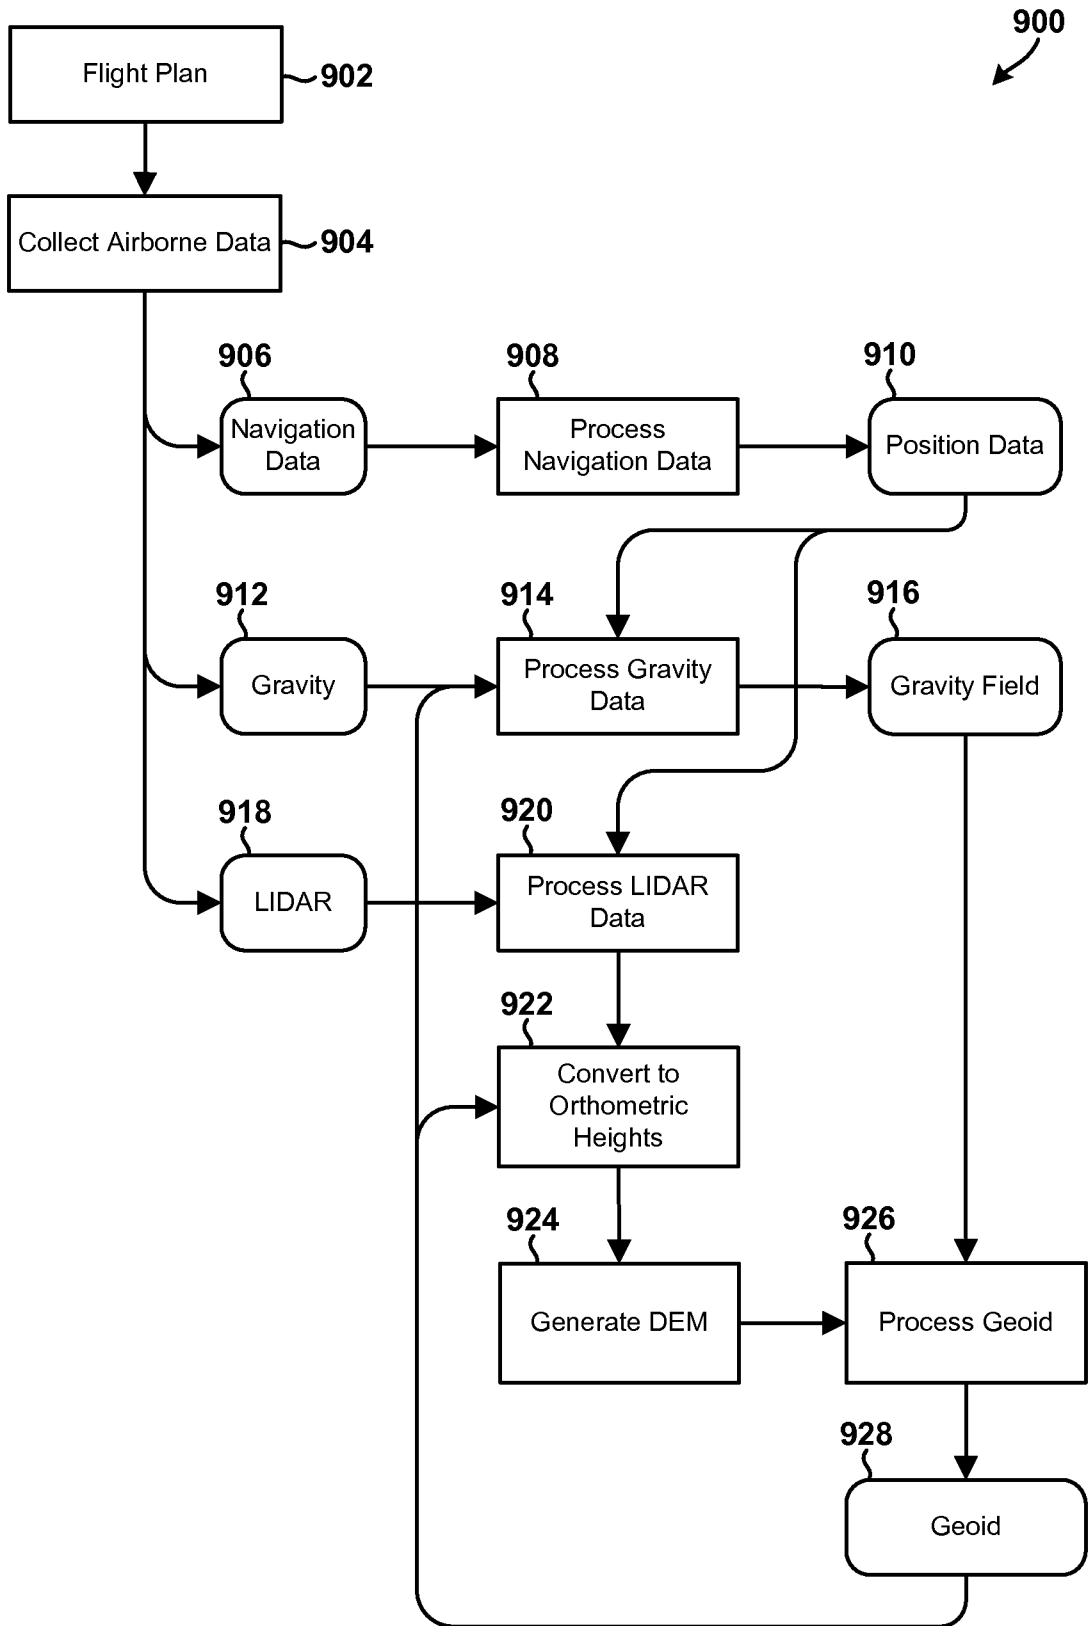 900
Flight Plan
902
Collect Airborne Data
904
906
908
910
Navigation
Data
Process
Navigation Data
Position Data
912
914
916
Gravity
Process Gravity
Data
Gravity Field
918
920
LIDAR
Process LIDAR
Data
922
Convert to
Orthometric
Heights
924
926
Generate DEM
Process Geoid
928
Geoid